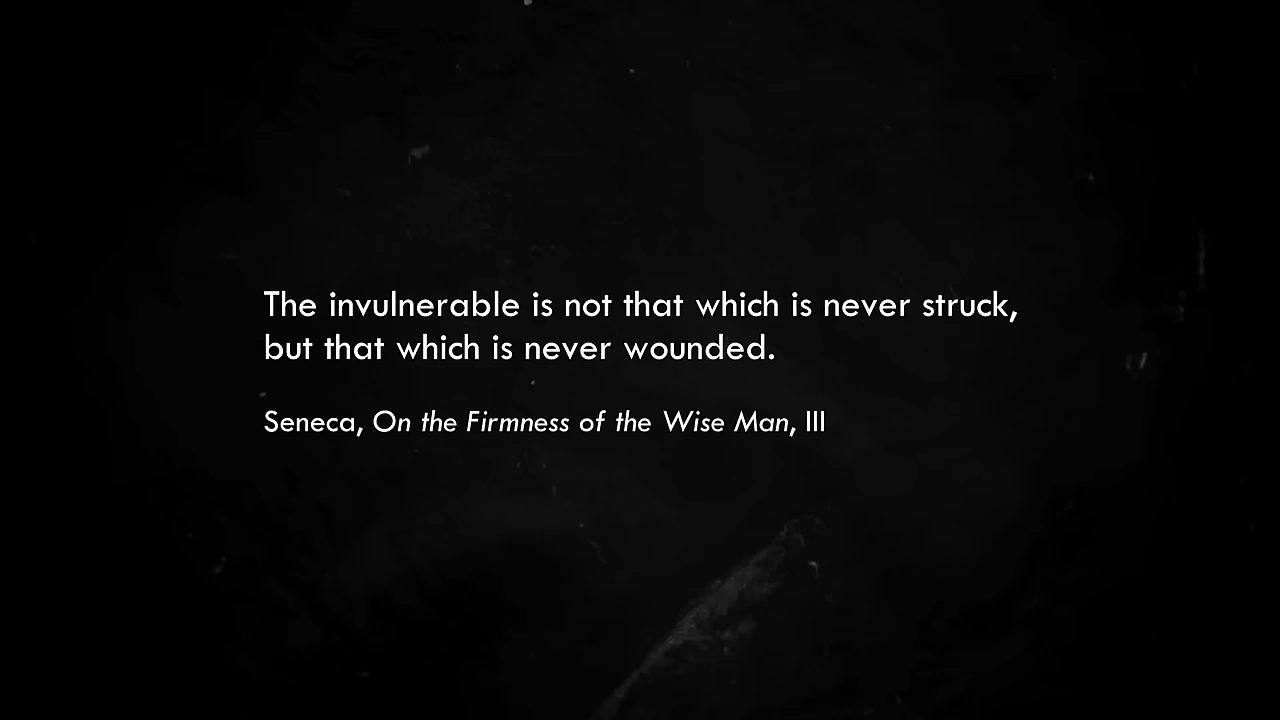 The invulnerable is not that which is never struck,
but that which is never wounded.
Seneca, On the Firmness of the Wise Man, III